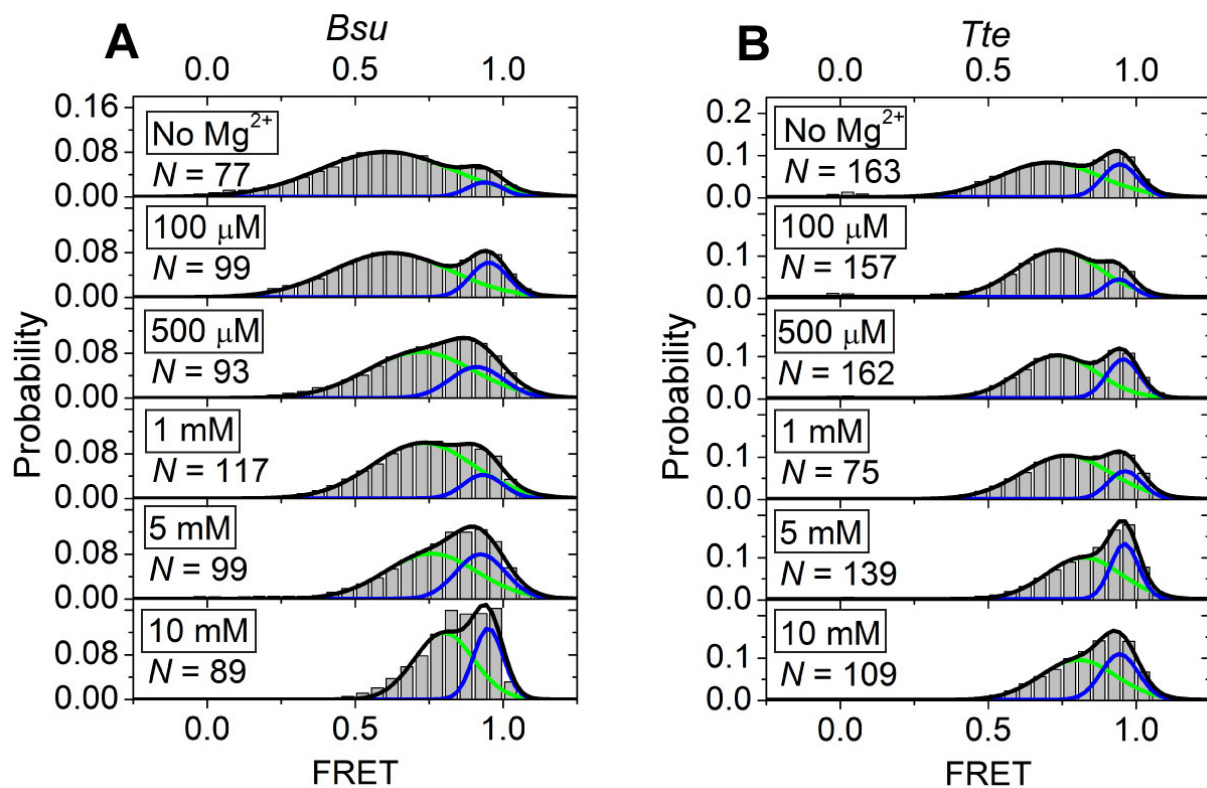 A
Bsu
0.0 0.5 1.0
0.16
0.08
0.00
No Mg2+
N = 77
0.08
0.00
100 μM
N = 99
0.08
0.00
500 μM
N = 93
0.08
0.00
1 mM
N = 117
0.08
0.00
5 mM
N = 99
0.08
0.00
10 mM
N = 89
Probability
0.0 0.5 1.0
FRET
B
Tte
0.0 0.5 1.0
0.2
0.1
0.0
No Mg2+
N = 163
0.1
0.0
100 μM
N = 157
0.1
0.0
500 μM
N = 162
0.1
0.0
1 mM
N = 75
0.1
0.0
5 mM
N = 139
0.1
0.0
10 mM
N = 109
Probability
0.0 0.5 1.0
FRET